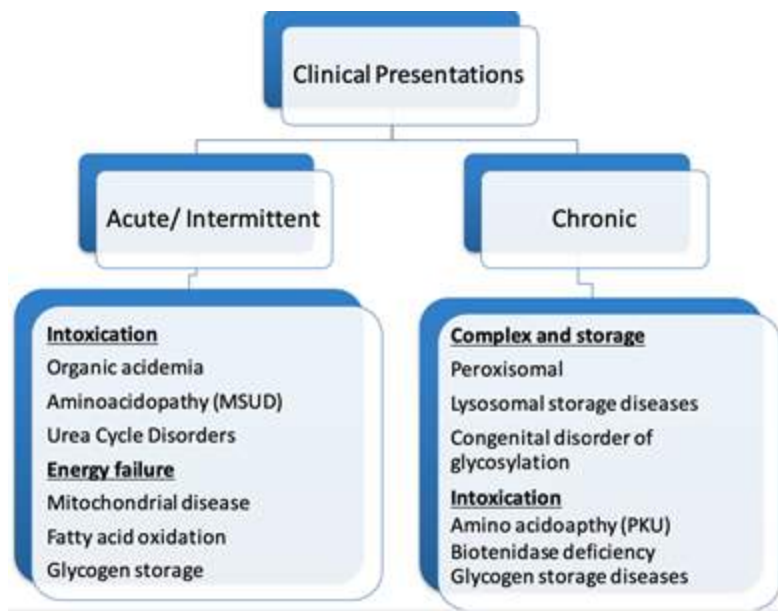 Clinical Presentations
Acute/ Intermittent
Chronic
Intoxication
Organic acidemia
Aminoacidopathy (MSUD)
Urea Cycle Disorders
Energy failure
Mitochondrial disease
Fatty acid oxidation
Glycogen storage
Complex and storage
Peroxisomal
Lysosomal storage diseases
Congenital disorder of
glycosylation
Intoxication
Amino acidoapthy (PKU)
Biotenidase deficiency
Glycogen storage diseases